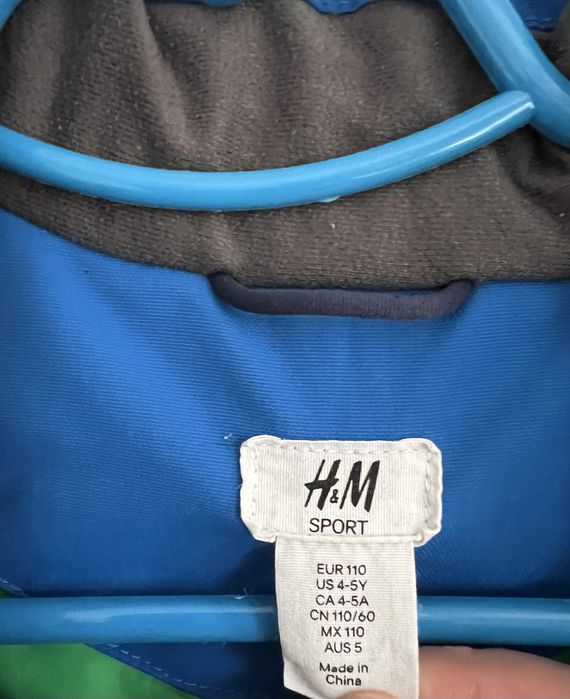 H&M
SPORT
EUR 110
US 4-5Y
CA 4-5A
CN 110/60
MX 110
AUS 5
Made in
China